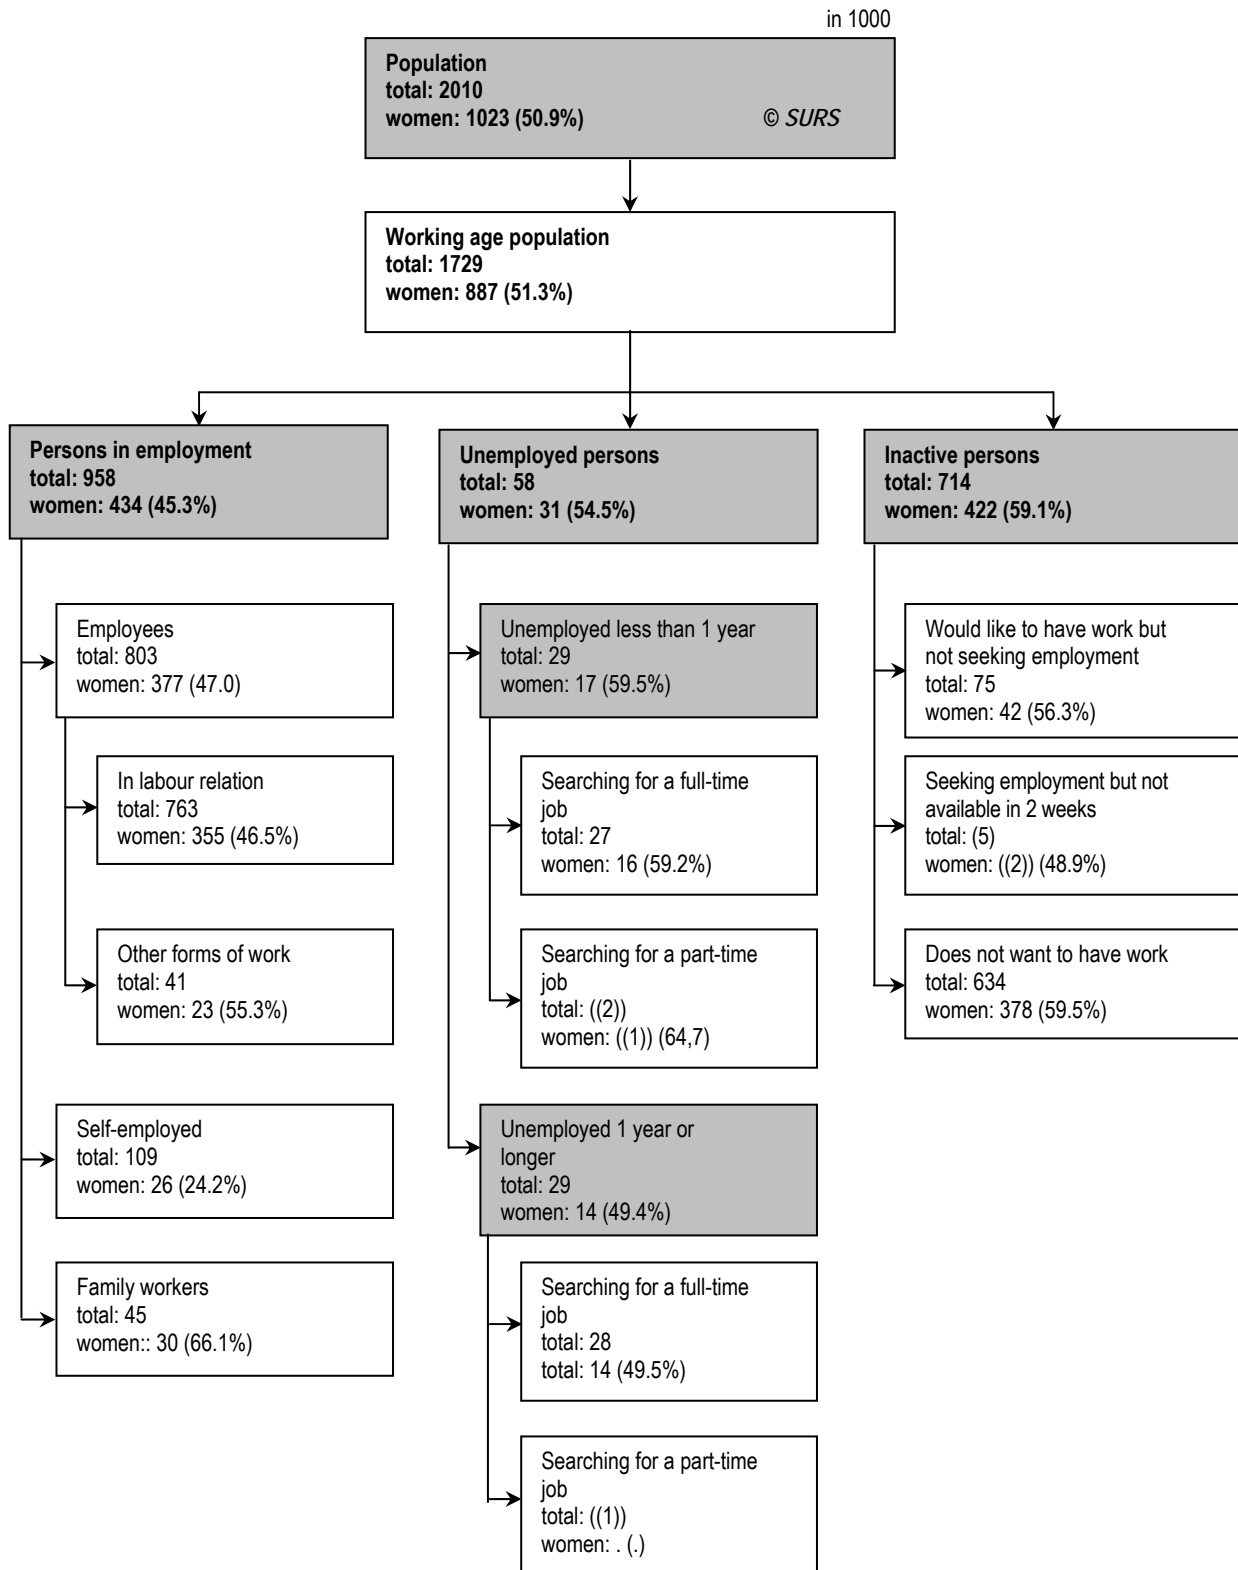 in 1000
Population
total: 2010
women: 1023 (50.9%)
© SURS
Working age population
total: 1729
women: 887 (51.3%)
Persons in employment
total: 958
women: 434 (45.3%)
Employees
total: 803
women: 377 (47.0)
In labour relation
total: 763
women: 355 (46.5%)
Other forms of work
total: 41
women: 23 (55.3%)
Self-employed
total: 109
women: 26 (24.2%)
Family workers
total: 45
women:: 30 (66.1%)
Unemployed persons
total: 58
women: 31 (54.5%)
Unemployed less than 1 year
total: 29
women: 17 (59.5%)
Searching for a full-time
job
total: 27
women: 16 (59.2%)
Searching for a part-time
job
total: ((2))
women: ((1)) (64,7)
Unemployed 1 year or
longer
total: 29
women: 14 (49.4%)
Searching for a full-time
job
total: 28
total: 14 (49.5%)
Searching for a part-time
job
total: ((1))
women: . (.)
Inactive persons
total: 714
women: 422 (59.1%)
Would like to have work but
not seeking employment
total: 75
women: 42 (56.3%)
Seeking employment but not
available in 2 weeks
total: (5)
women: ((2)) (48.9%)
Does not want to have work
total: 634
women: 378 (59.5%)